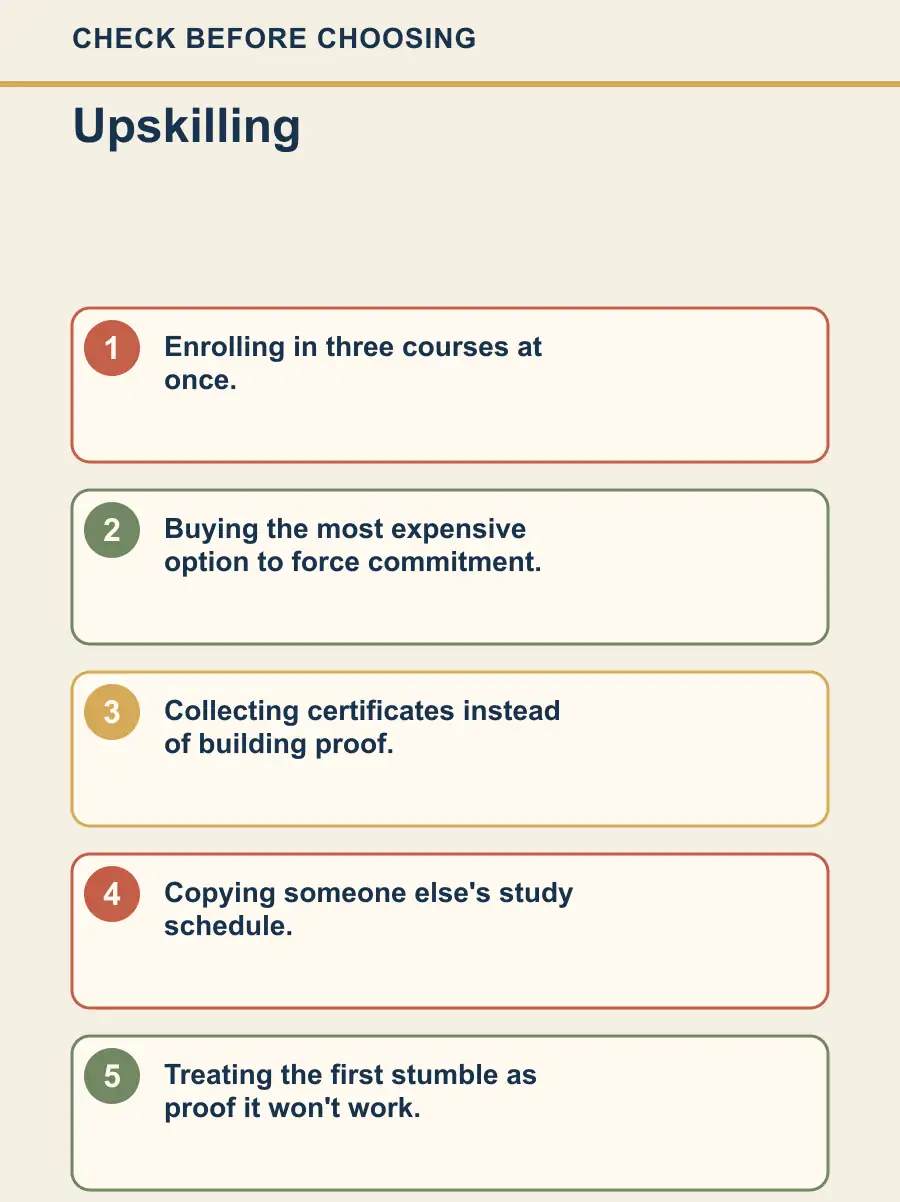 CHECK BEFORE CHOOSING
Upskilling
1
Enrolling in three courses at
once.
2
Buying the most expensive
option to force commitment.
3
Collecting certificates instead
of building proof.
4
Copying someone else's study
schedule.
5
Treating the first stumble as
proof it won't work.